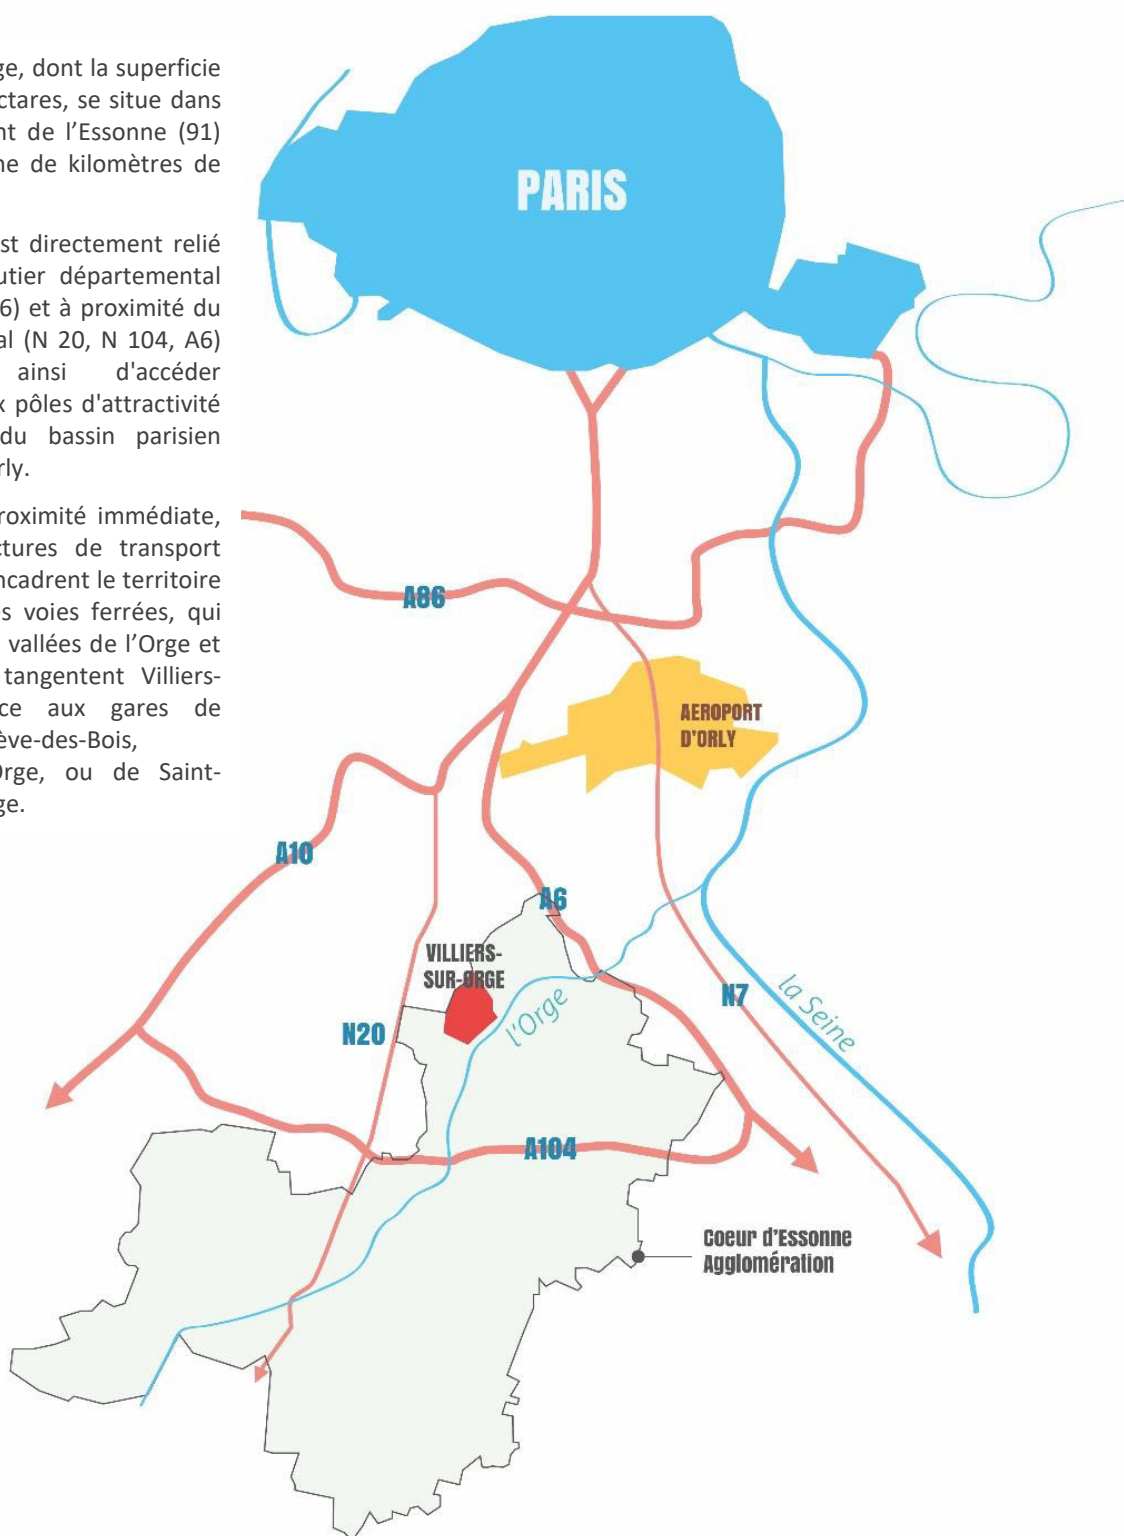 ge, dont la superficie
ctares, se situe dans
nt de l’Essonne (91)
ne de kilomètres de
st directement relié
utier départemental
6) et à proximité du
al (N 20, N 104, A6)
ainsi d'accéder
x pôles d'attractivité
du bassin parisien
rly.
roximité immédiate,
ctures de transport
ncadrent le territoire
es voies ferrées, qui
vallées de l’Orge et
tangentent Villiers-
ce aux gares de
ève-des-Bois,
Orge, ou de Saint-
ge.
PARIS
A86
AEROPORT
D’ORLY
A10
A6
VILLIERS-
SUR-ORGE
N7
la Seine
l’Orge
N20
A104
Coeur d’Essonne
Agglomération